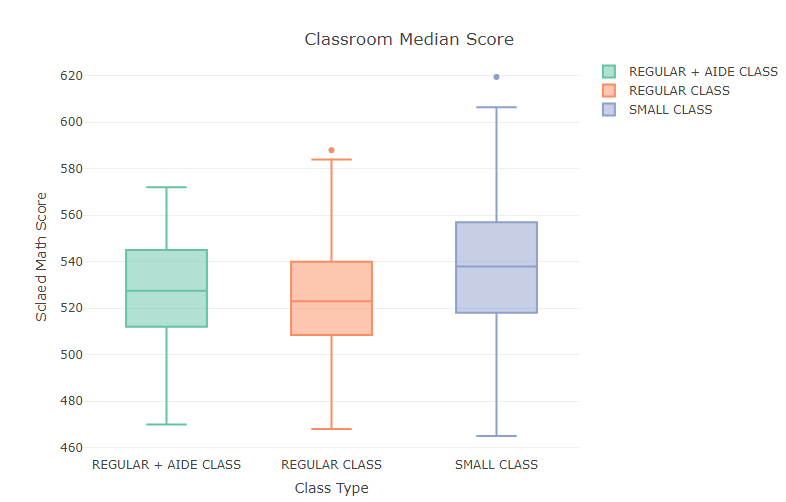 Classroom Median Score
REGULAR + AIDE CLASS
REGULAR CLASS
SMALL CLASS
Sclaed Math Score
620
600
580
560
540
520
500
480
460
REGULAR + AIDE CLASS
REGULAR CLASS
SMALL CLASS
Class Type